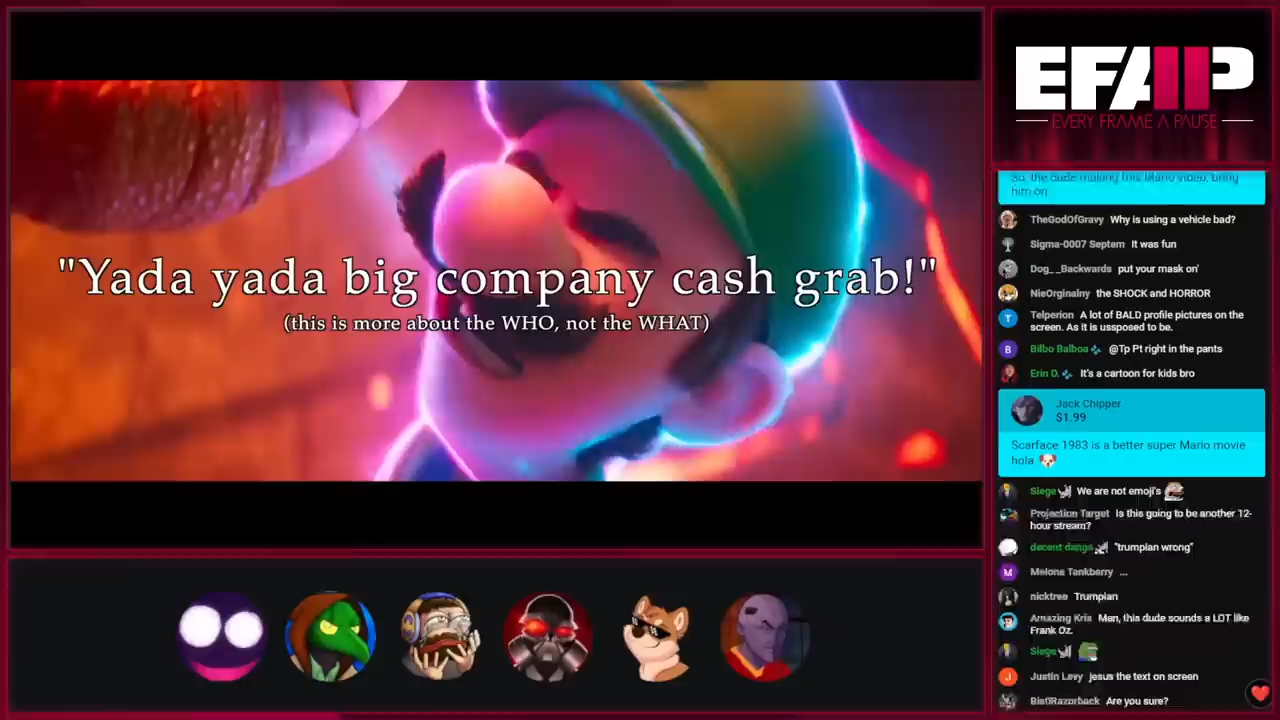 EFAP
EVERY FRAME A PAUSE
"Yada yada big company cash grab!"
(this is more about the WHO, not the WHAT)
So, the dude making this Mario video, bring
him on
TheGodOfGravy Why is using a vehicle bad?
Sigma-0007 Septem It was fun
Dog__Backwards put your mask on'
NieOrginalny the SHOCK and HORROR
Telperion A lot of BALD profile pictures on the
screen. As it is ussposed to be.
Bilbo Balboa @Tp Pt right in the pants
Erin D. It's a cartoon for kids bro
Jack Chipper
$1.99
Scarface 1983 is a better super Mario movie
hola
Siege We are not emoji's
Projection Target Is this going to be another 12-
hour stream?
decent dango "trumpian wrong"
Melons Tankberry ...
nicktree Trumpian
Amazing Kris Man, this dude sounds a LOT like
Frank Oz.
Siege
Justin Levy jesus the text on screen
Are you sure?